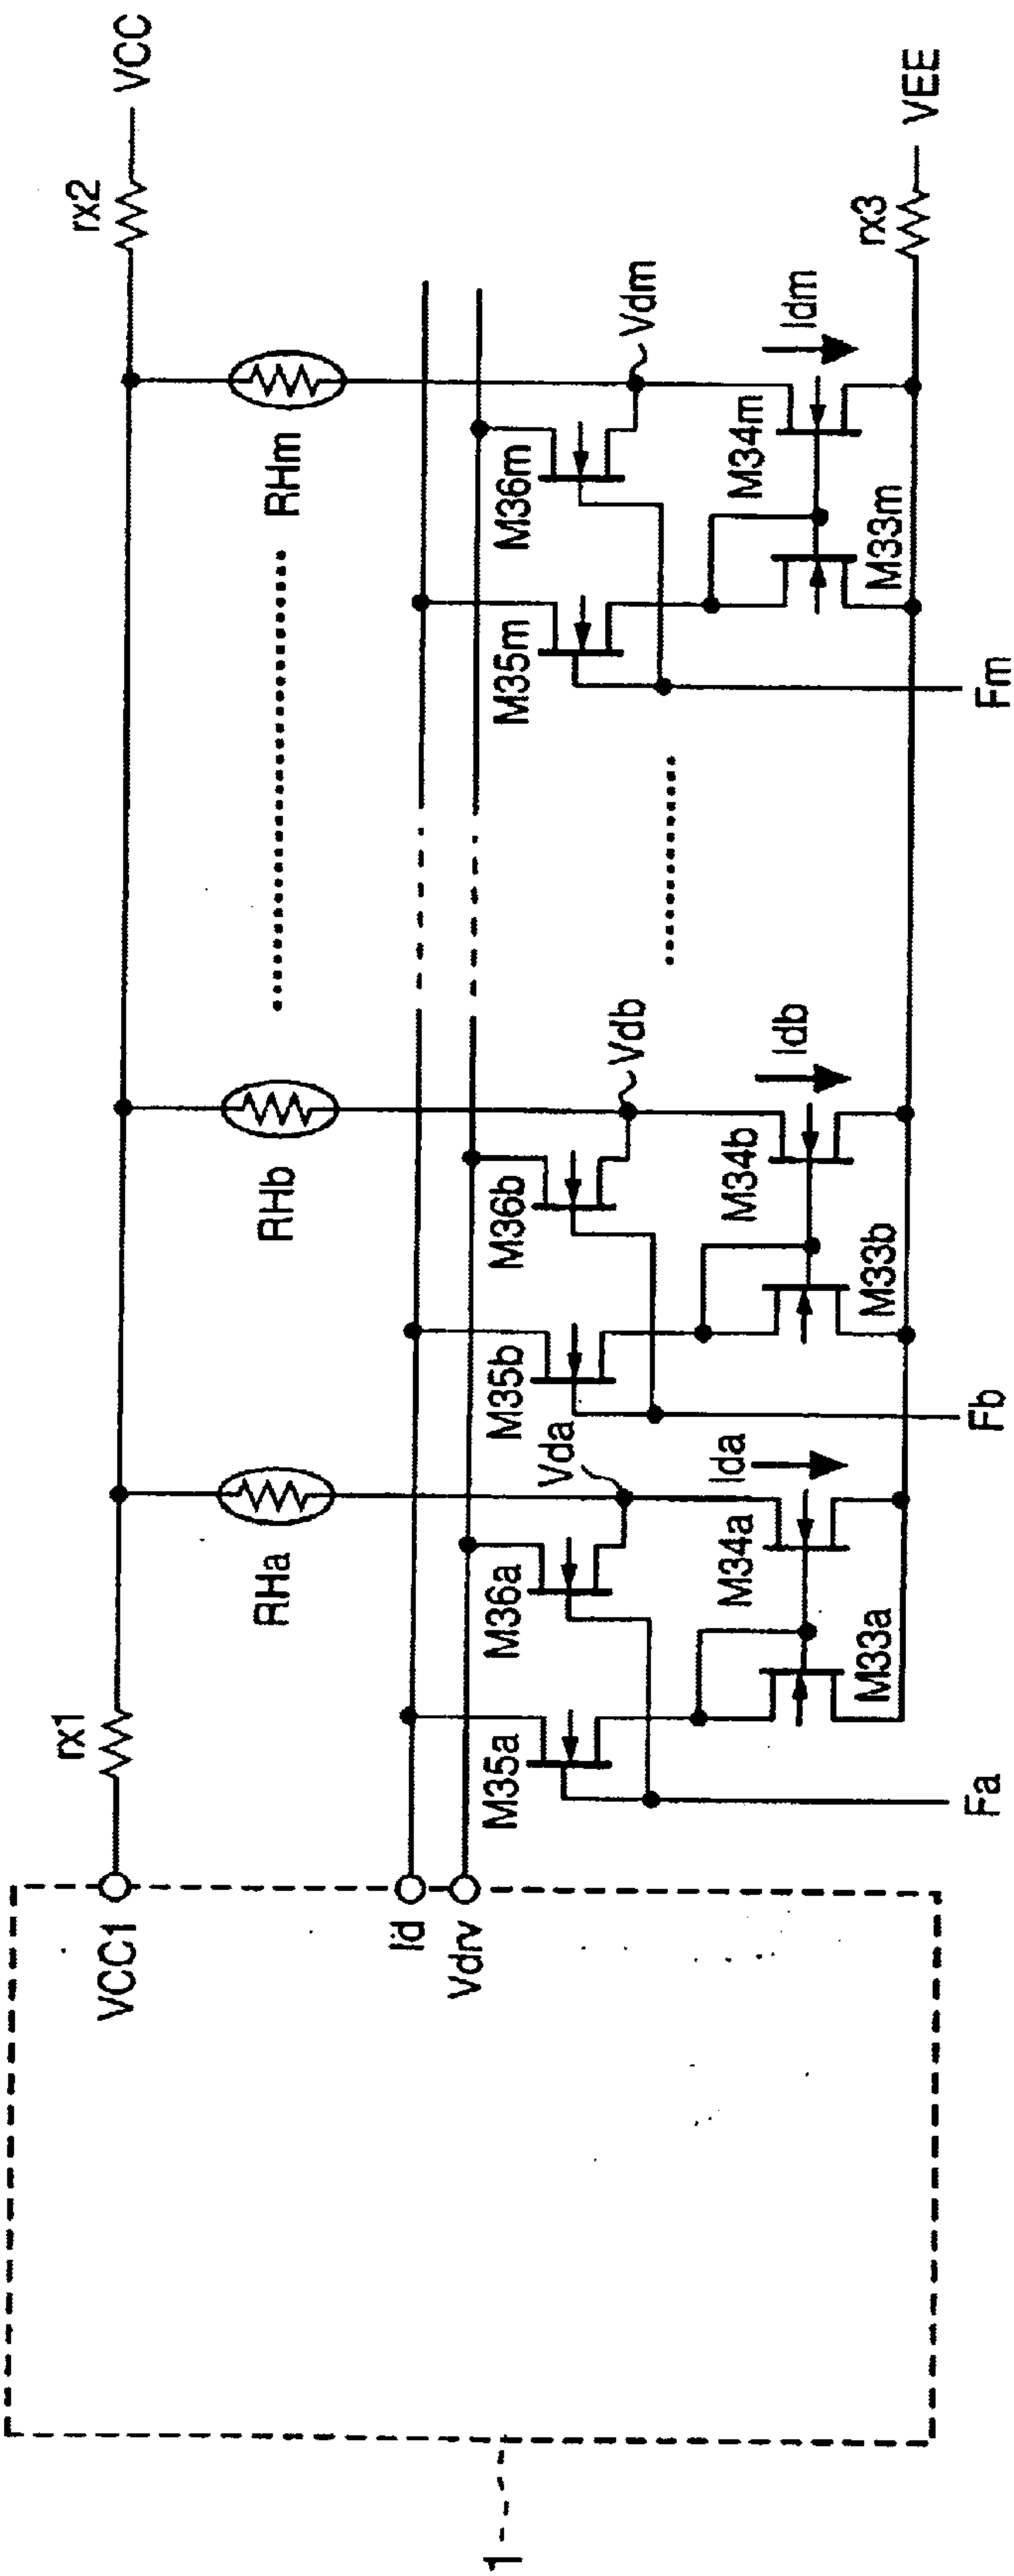 1
VCC1
Id
Vdrv
rx1
rx2
VCC
RHa
RHb
RHm
M35a
M36a
Vda
M35b
M36b
Vdb
M35m
M36m
Vdm
M33a
M34a
Ida
M33b
M34b
Idb
M33m
M34m
Idm
rx3
VEE
Fa
Fb
Fm